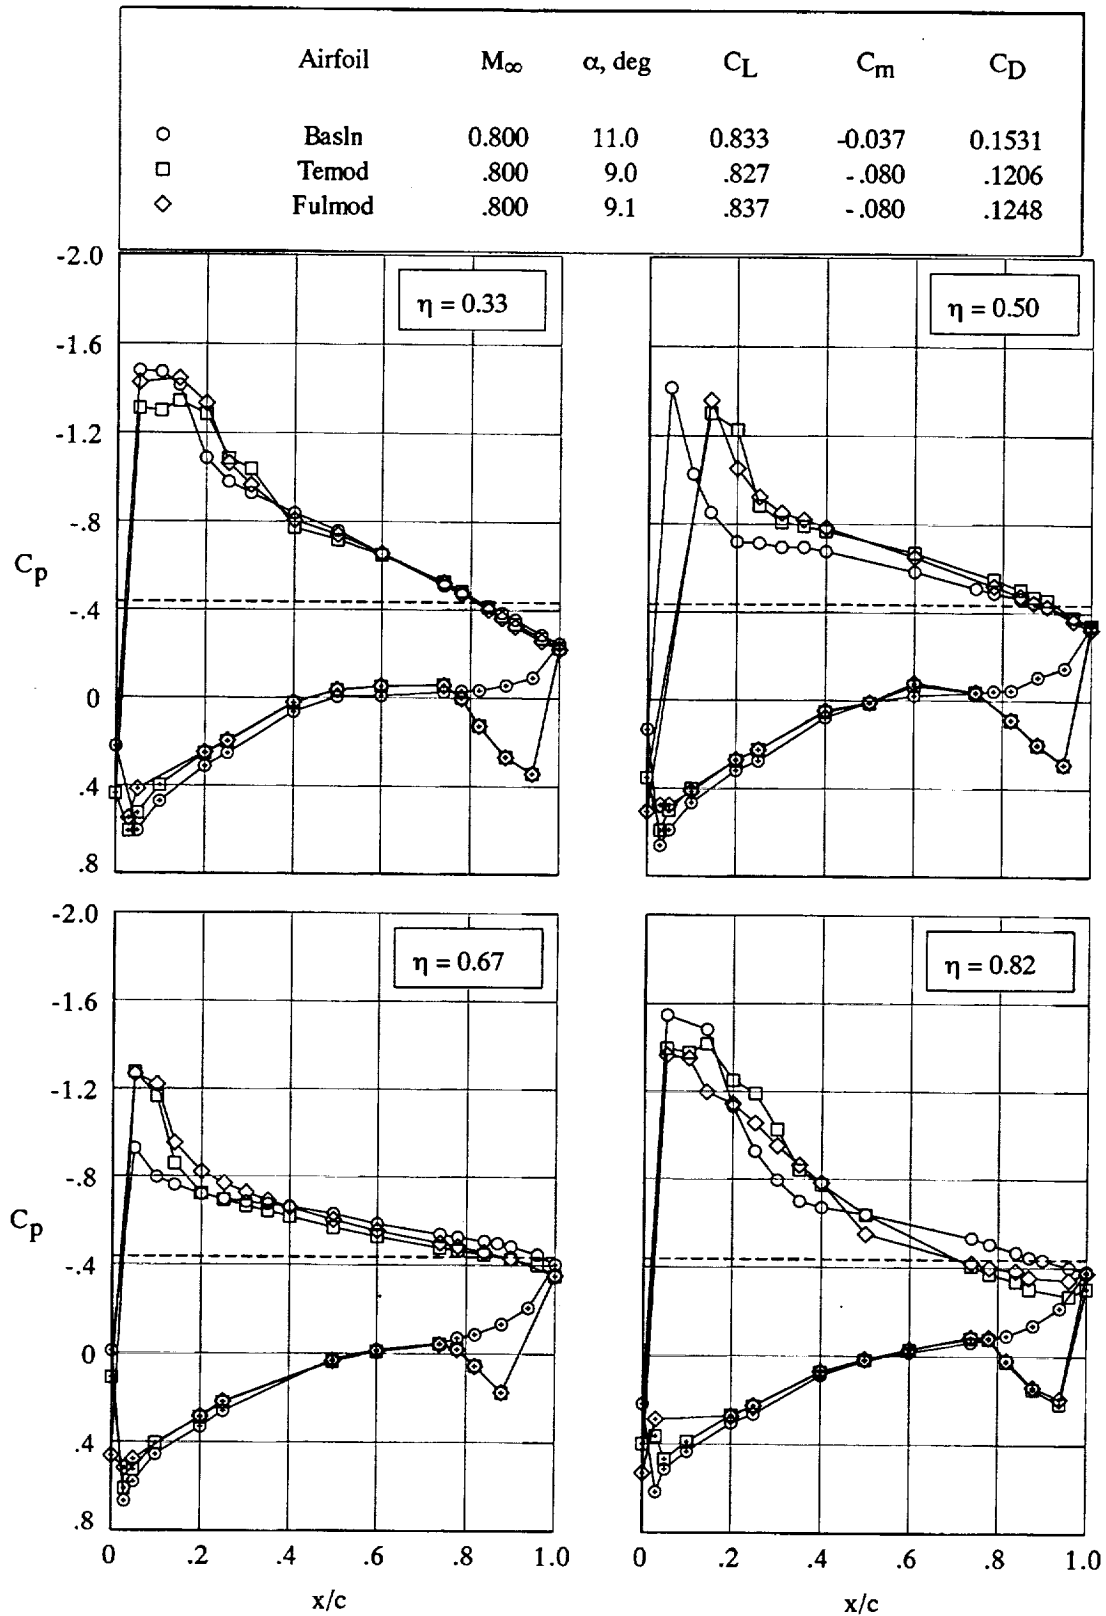 Airfoil M∞ α, deg CL Cm CD
Basln 0.800 11.0 0.833 -0.037 0.1531
Temod .800 9.0 .827 -.080 .1206
Fulmod .800 9.1 .837 -.080 .1248
-2.0
-1.6
-1.2
-.8
-.4
0
.4
.8
Cp
η = 0.33
η = 0.50
-2.0
-1.6
-1.2
-.8
-.4
0
.4
.8
Cp
η = 0.67
η = 0.82
0 .2 .4 .6 .8 1.0
x/c
0 .2 .4 .6 .8 1.0
x/c